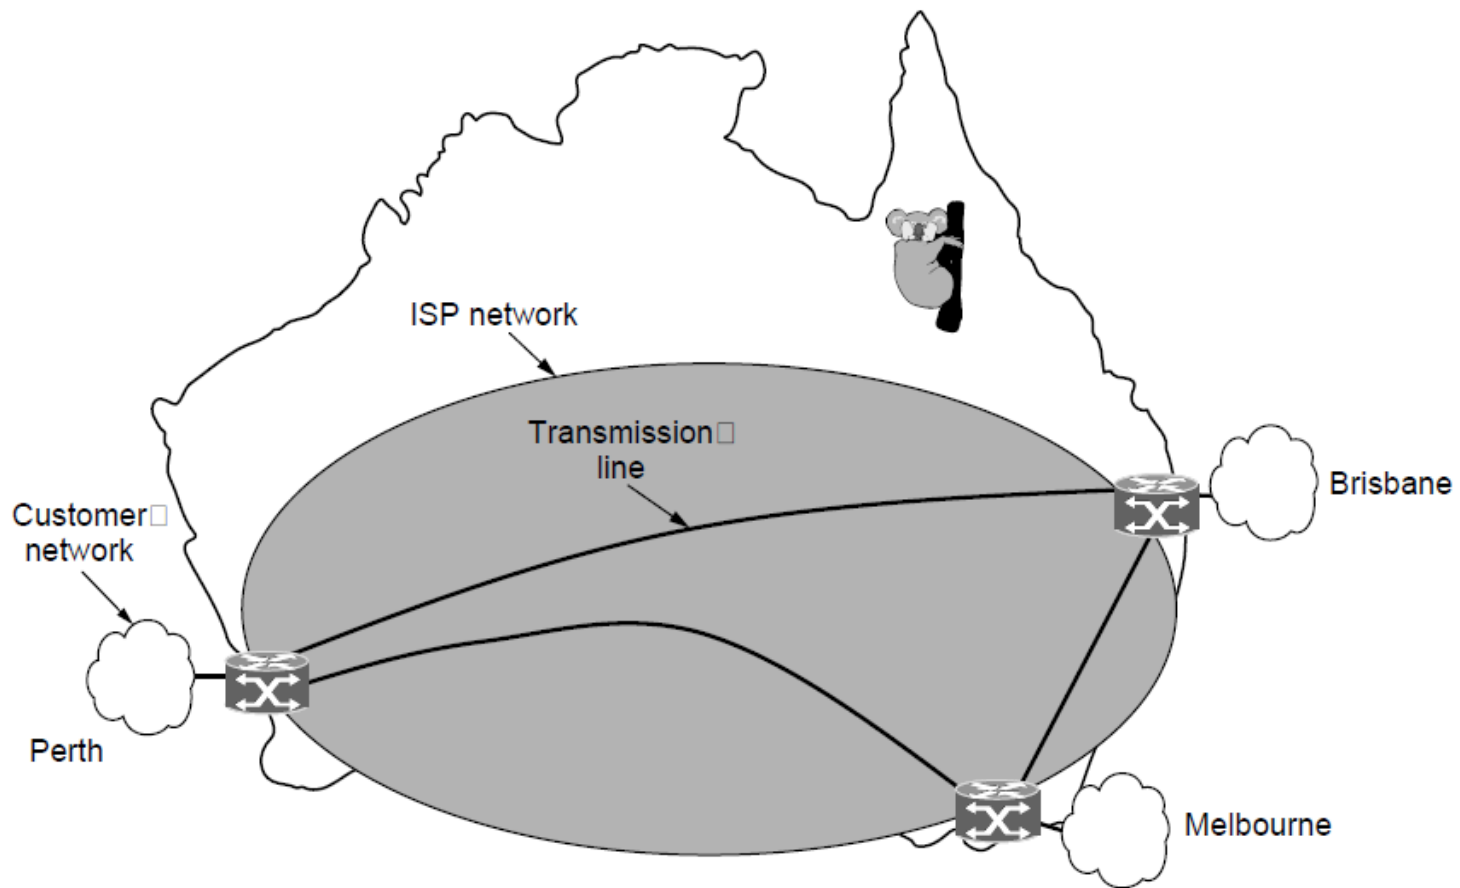 ISP network
Transmission□
line
Customer□
network
Brisbane
Perth
Melbourne